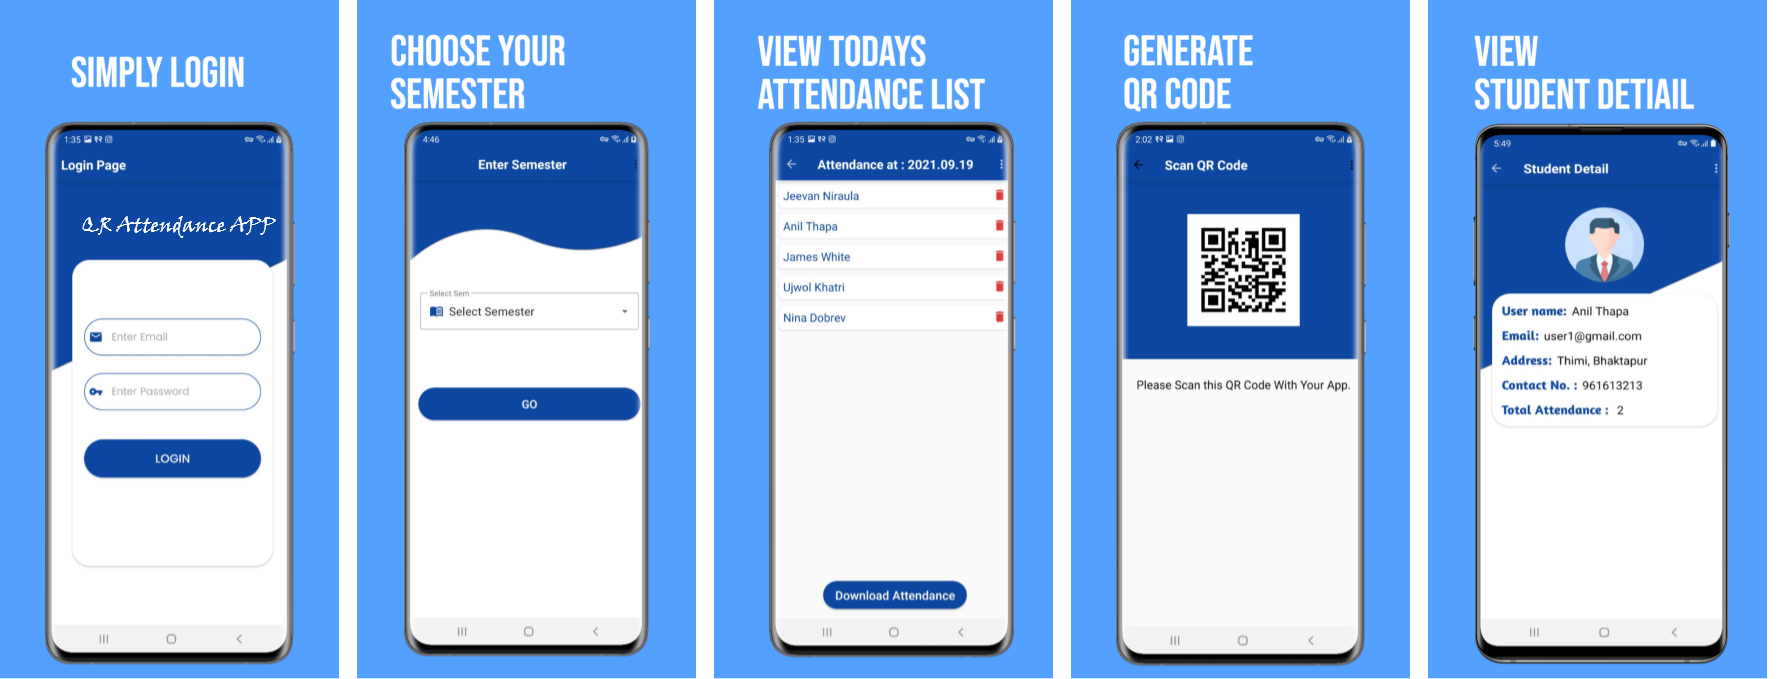 SIMPLY LOGIN
1:35
Login Page
QR Attendance APP
Enter Email
Enter Password
LOGIN
CHOOSE YOUR
SEMESTER
4:46
Enter Semester
Select Sem
Select Semester
GO
VIEW TODAYS
ATTENDANCE LIST
1:35
Attendance at : 2021.09.19
Jeevan Niraula
Anil Thapa
James White
Ujwol Khatri
Nina Dobrev
Download Attendance
GENERATE
QR CODE
2:02
Scan QR Code
Please Scan this QR Code With Your App.
VIEW
STUDENT DETIAIL
5:49
Student Detail
User name: Anil Thapa
Email: user1@gmail.com
Address: Thimi, Bhaktapur
Contact No. : 961613213
Total Attendance : 2